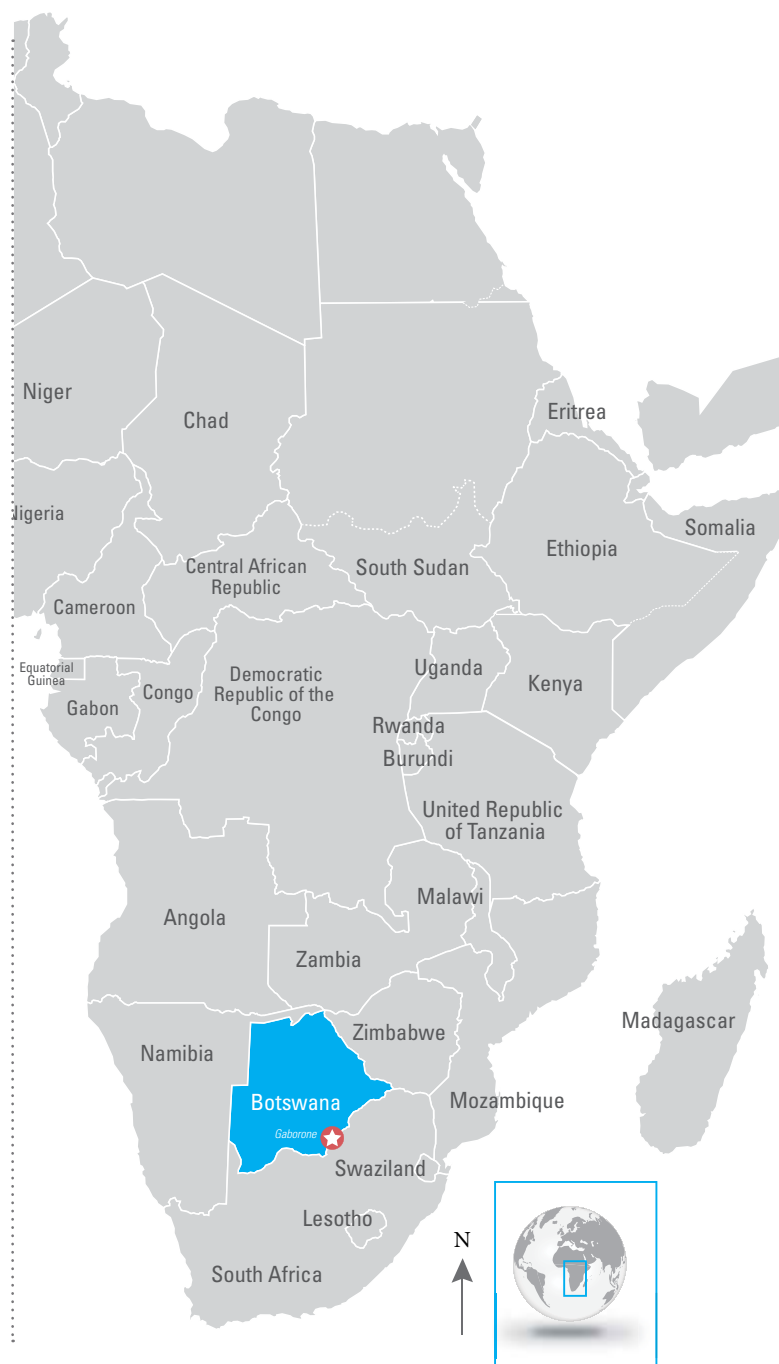 Niger
Chad
Eritrea
Nigeria
Somalia
Ethiopia
Central African
Republic
South Sudan
Cameroon
Equatorial
Guinea
Gabon
Congo
Democratic
Republic of the
Congo
Uganda
Kenya
Rwanda
Burundi
United Republic
of Tanzania
Malawi
Angola
Zambia
Madagascar
Zimbabwe
Namibia
Botswana
Mozambique
Gaborone
Swaziland
Lesotho
N
South Africa